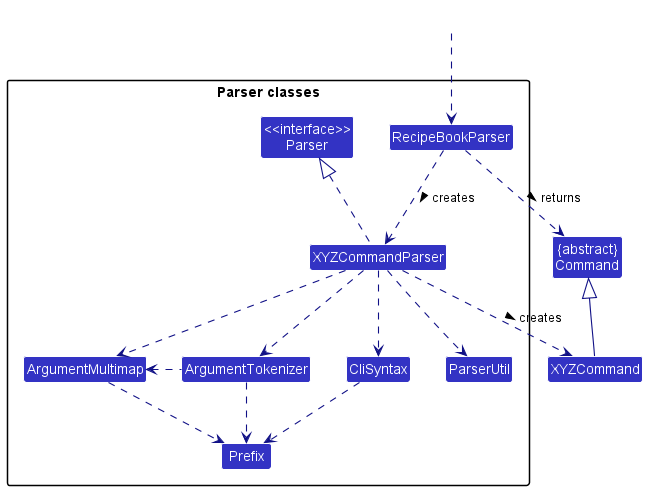 Parser classes
<<interface>>
Parser
RecipeBookParser
creates
returns
{abstract}
Command
XYZCommandParser
creates
ArgumentMultimap
ArgumentTokenizer
CliSyntax
ParserUtil
XYZCommand
Prefix